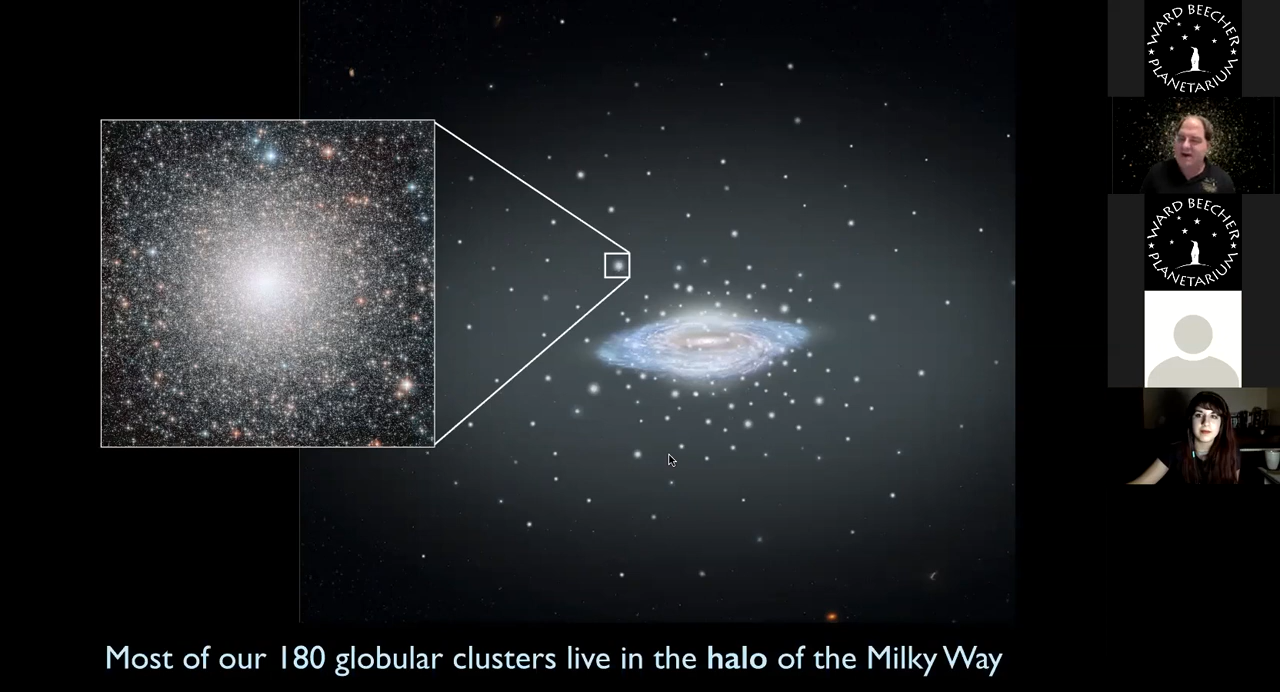 WARD BEECHER
PLANETARIUM
WARD BEECHER
PLANETARIUM
Most of our 180 globular clusters live in the halo of the Milky Way